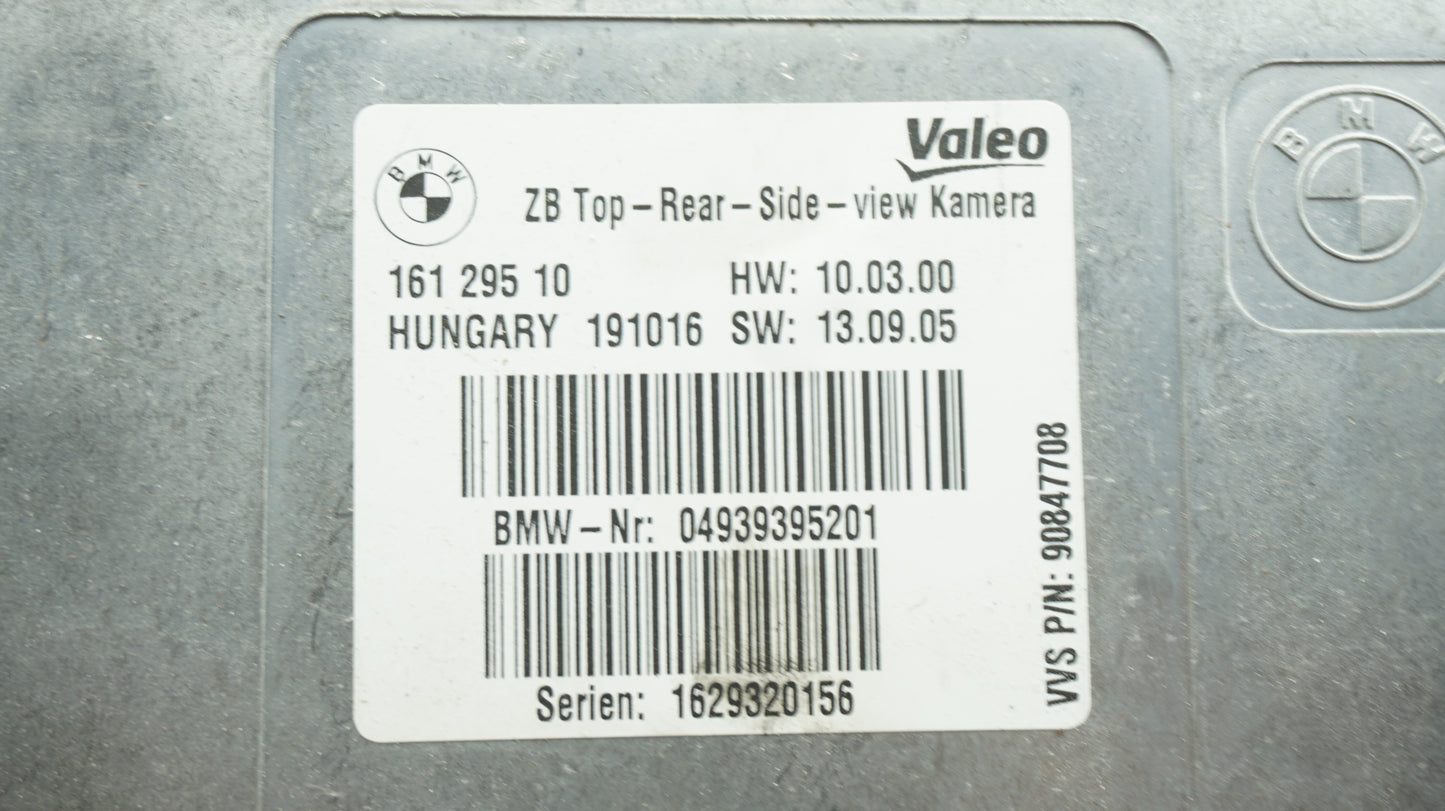 Valeo
BMW
ZB Top-Rear-Side-view Kamera
161 295 10 HW: 10.03.00
HUNGARY 191016 SW: 13.09.05
BMW-Nr: 04939395201
Serien: 1629320156
VVS P/N: 90847708
BMW